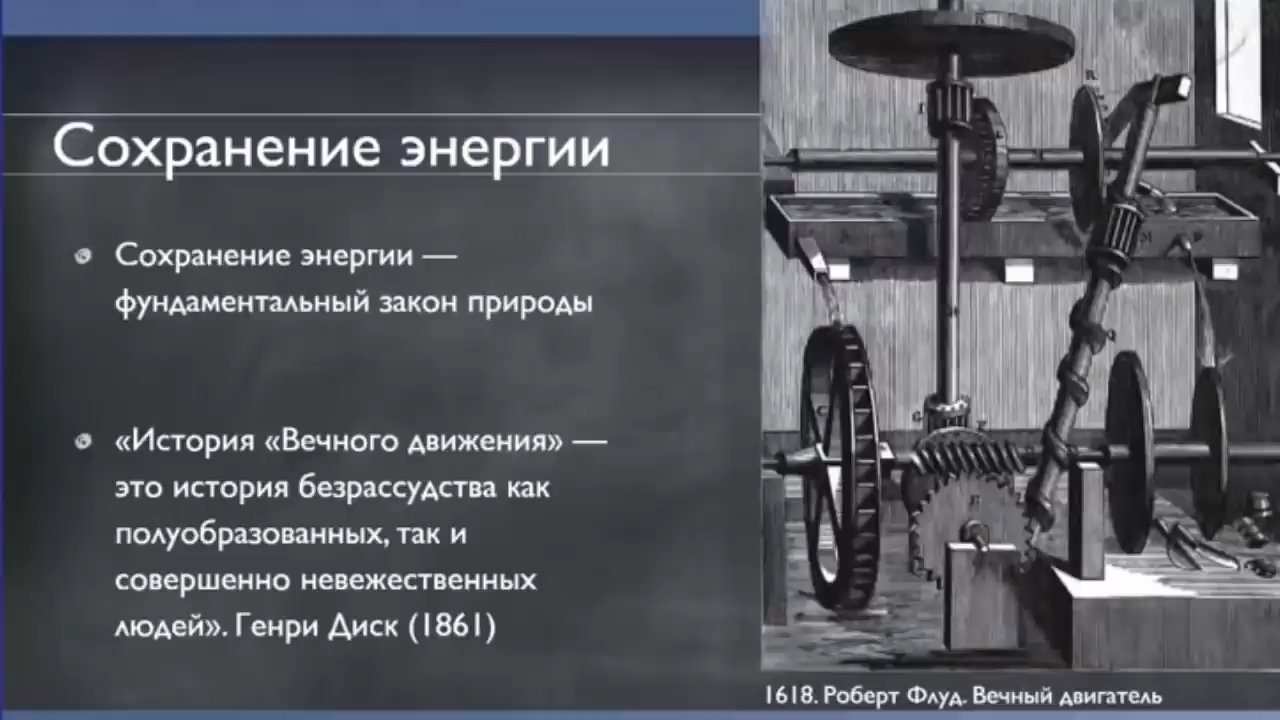 Сохранение энергии
Сохранение энергии —
фундаментальный закон природы
«История «Вечного движения» —
это история безрассудства как
полуобразованных, так и
совершенно невежественных
людей». Генри Диск (1861)
1618. Роберт Флуд. Вечный двигатель